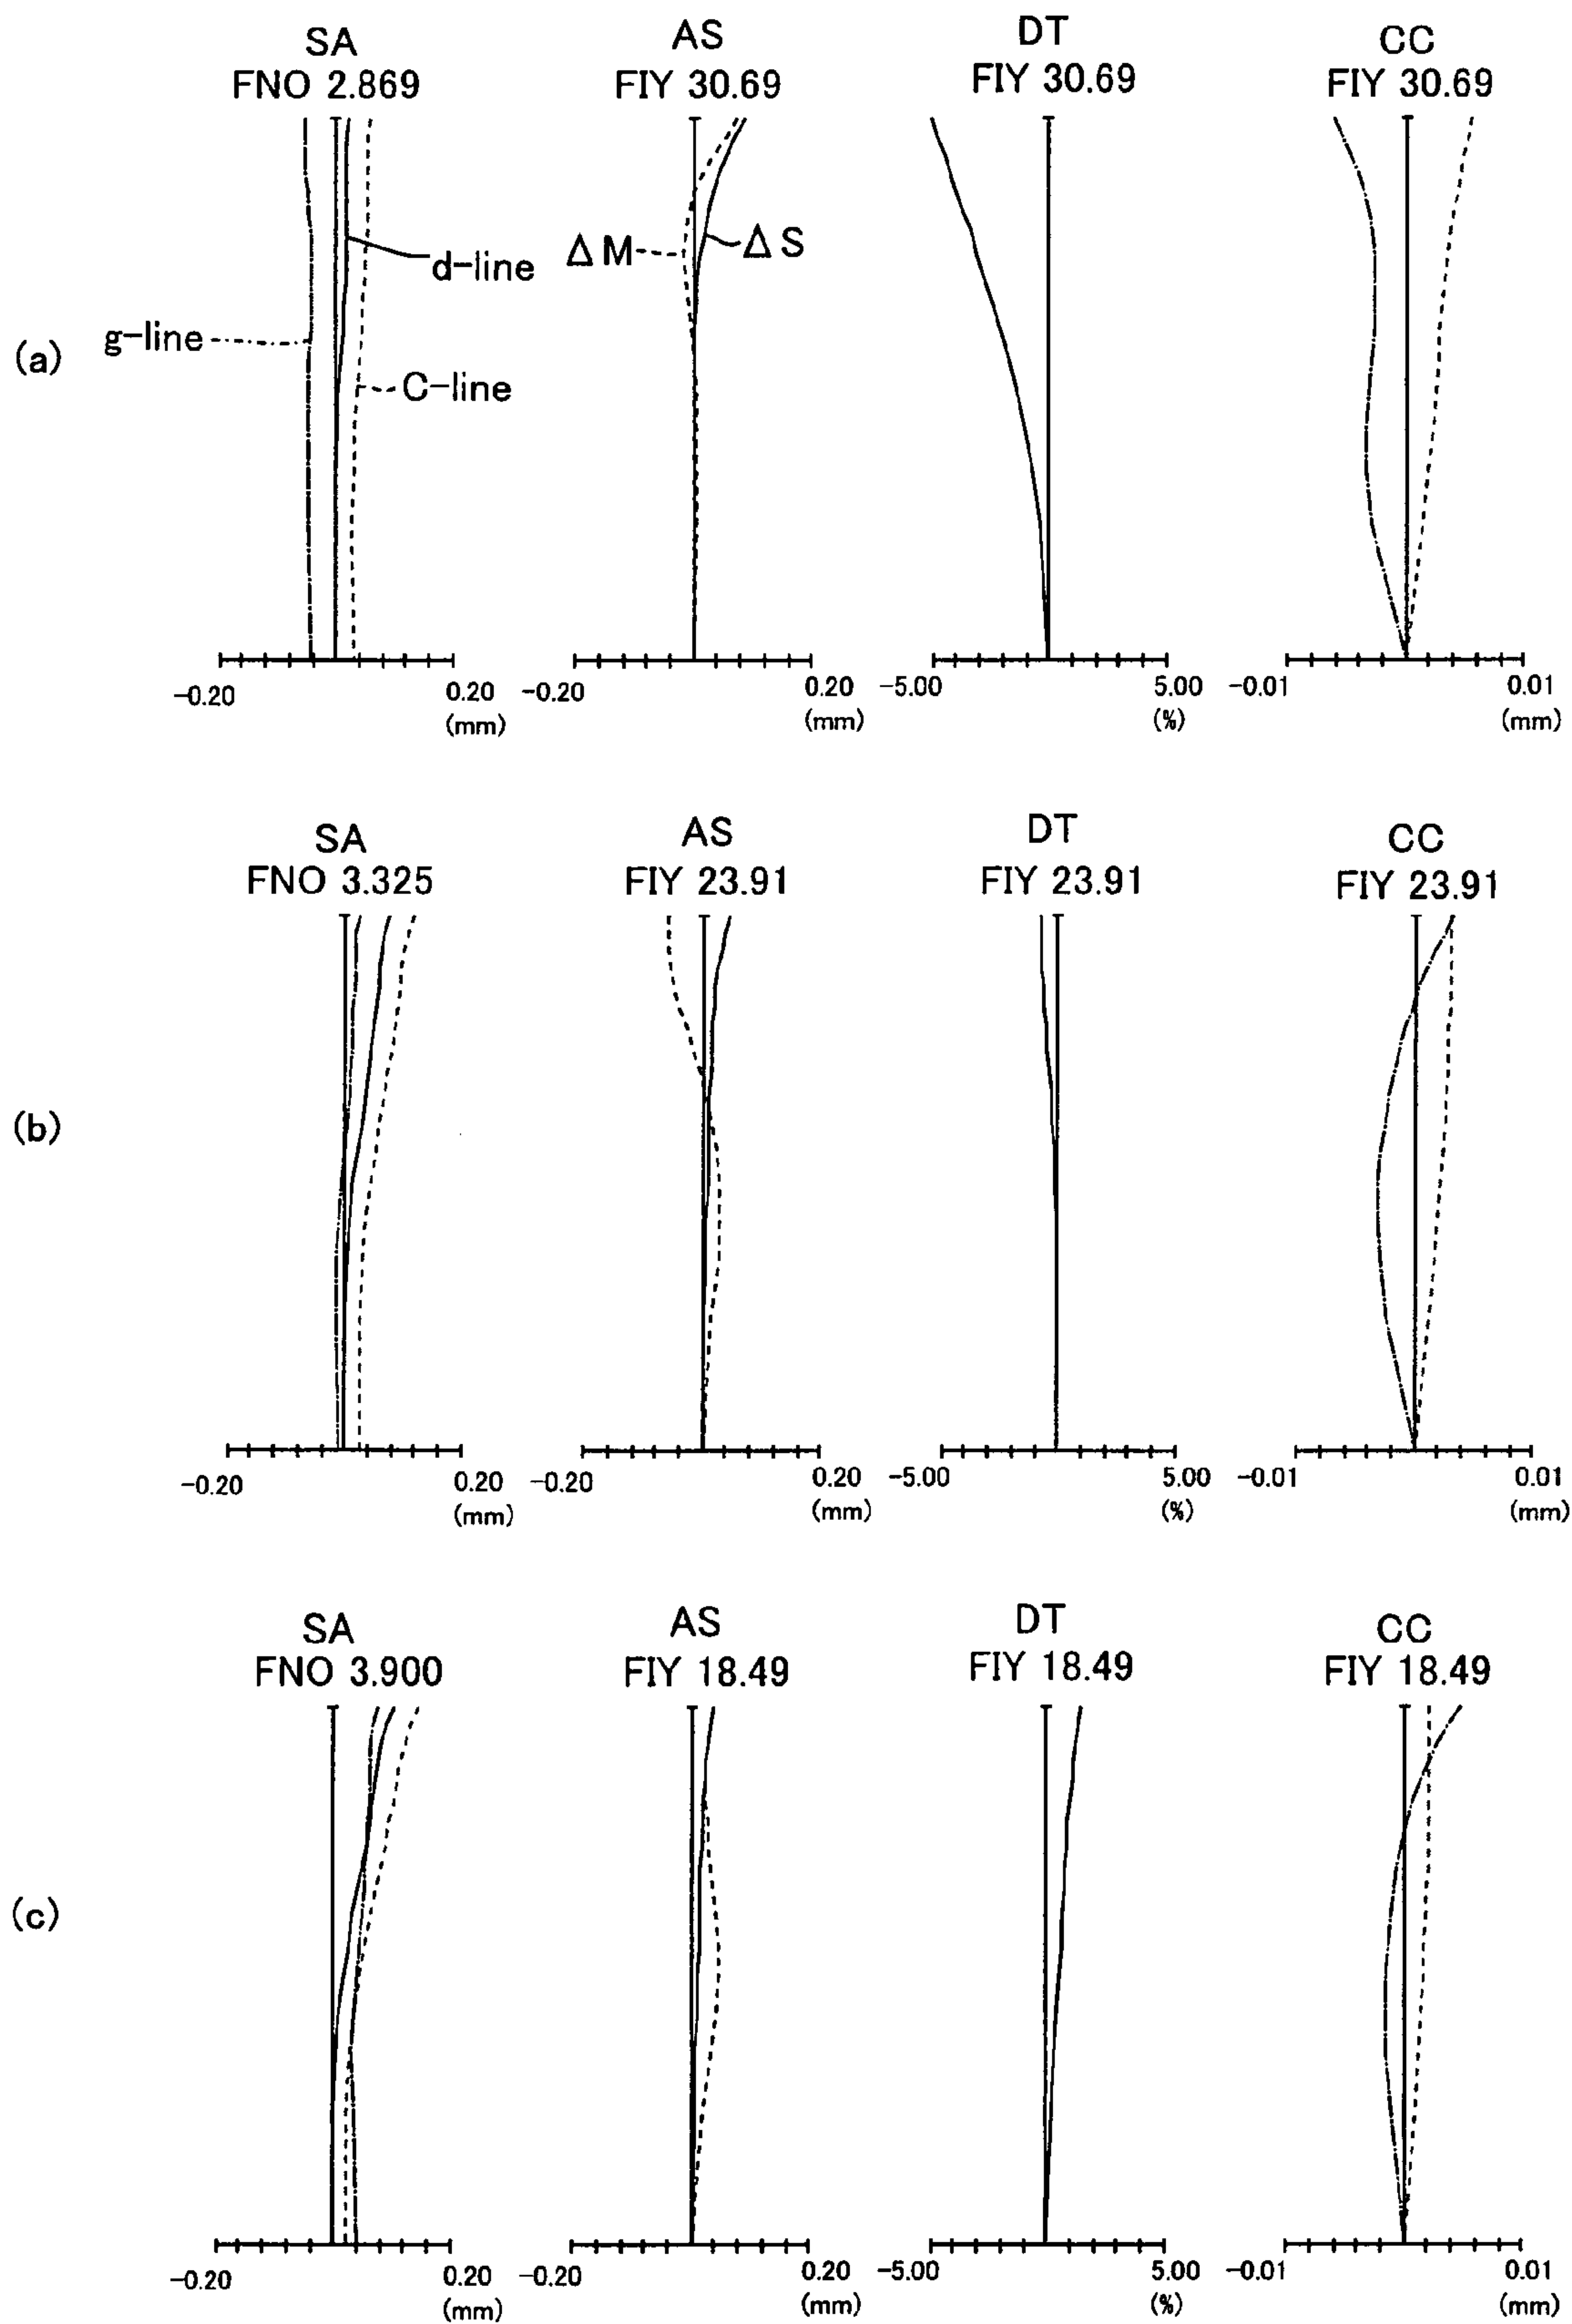 SA AS DT CC
FNO 2.869 FIY 30.69 FIY 30.69 FIY 30.69
ΔM ΔS
d-line
g-line
(a)
C-line
-0.20 0.20 -0.20 0.20 -5.00 5.00 -0.01 0.01
(mm) (mm) (%) (mm)
SA AS DT CC
FNO 3.325 FIY 23.91 FIY 23.91 FIY 23.91
(b)
-0.20 0.20 -0.20 0.20 -5.00 5.00 -0.01 0.01
(mm) (mm) (%) (mm)
SA AS DT CC
FNO 3.900 FIY 18.49 FIY 18.49 FIY 18.49
(c)
-0.20 0.20 -0.20 0.20 -5.00 5.00 -0.01 0.01
(mm) (mm) (%) (mm)